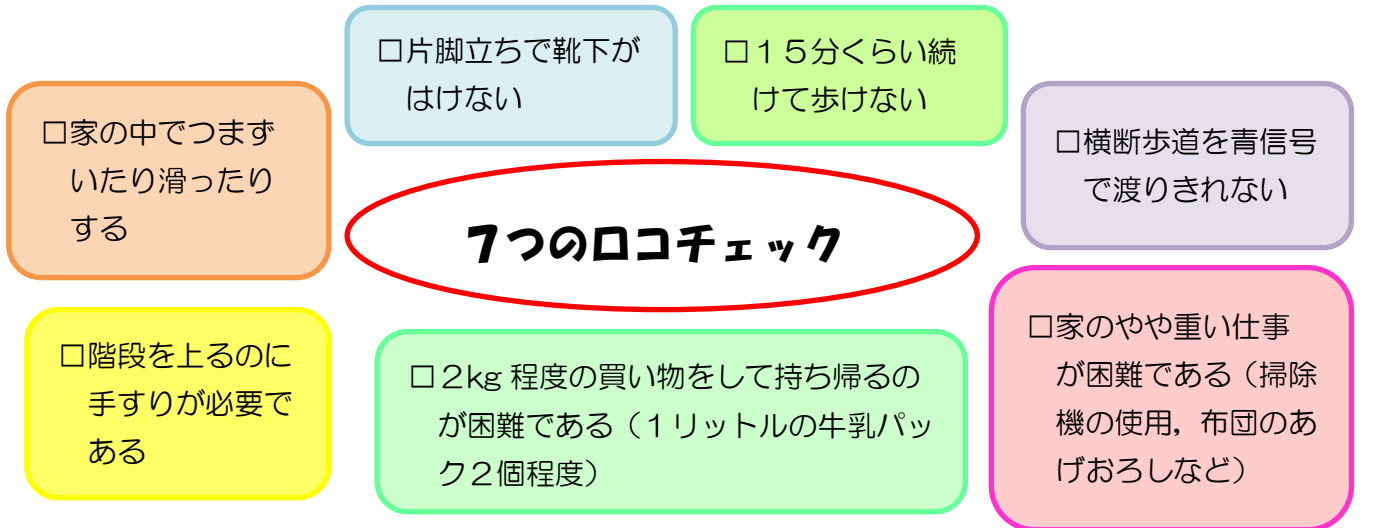 □片脚立ちで靴下が
はけない
□15分くらい続
けて歩けない
□家の中でつまず
いたり滑ったり
する
□横断歩道を青信号
で渡りきれない
7つのロコチェック
□階段を上るのに
手すりが必要で
ある
□2kg 程度の買い物をして持ち帰るの
が困難である(1リットルの牛乳パッ
ク2個程度)
□家のやや重い仕事
が困難である(掃除
機の使用,布団のあ
げおろしなど)